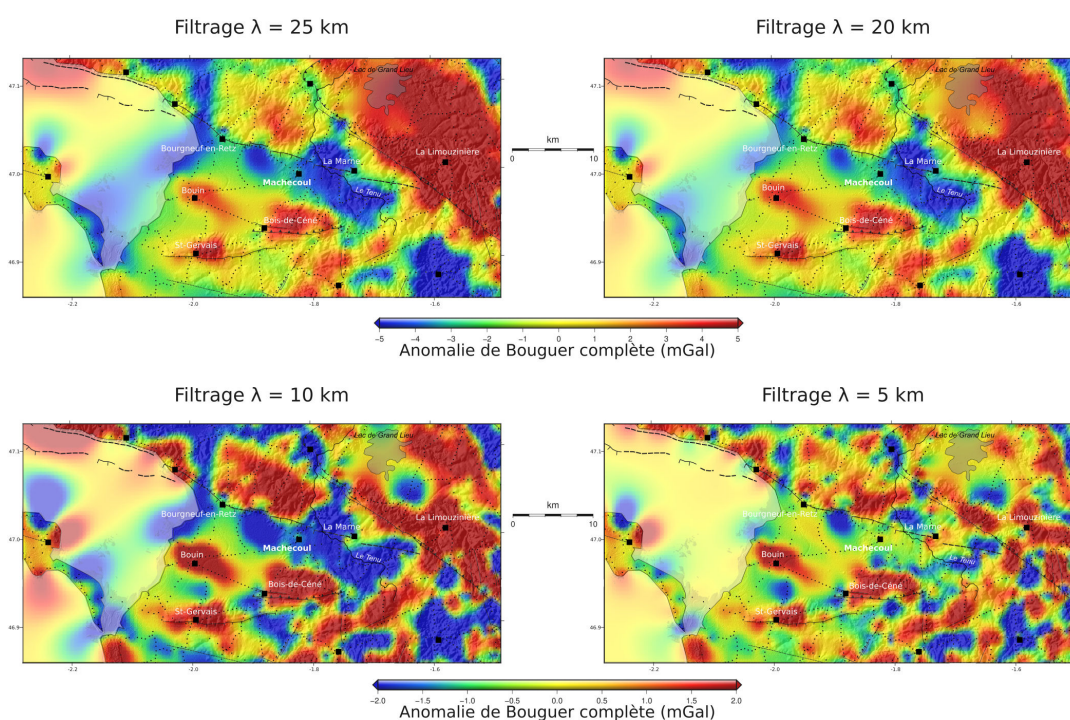 Filtrage λ = 25 km
Filtrage λ = 20 km
Lac de Grand Lieu
Lac de Grand Lieu
47.1
47.1
Bourgneuf-en-Retz
La Marne
La Limouzinière
km
0 10
Bourgneuf-en-Retz
La Marne
La Limouzinière
47.0
Machecoul
Bouin
Le Tenu
47.0
Machecoul
Bouin
Le Tenu
Bois-de-Céné
Bois-de-Céné
St-Gervais
St-Gervais
46.9
46.9
-2.2 -2.0 -1.8 -1.6
-2.2 -2.0 -1.8 -1.6
-5 -4 -3 -2 -1 0 1 2 3 4 5
Anomalie de Bouguer complète (mGal)
Filtrage λ = 10 km
Filtrage λ = 5 km
Lac de Grand Lieu
Lac de Grand Lieu
47.1
47.1
Bourgneuf-en-Retz
La Marne
La Limouzinière
km
0 10
Bourgneuf-en-Retz
La Marne
La Limouzinière
47.0
Machecoul
Bouin
Le Tenu
47.0
Machecoul
Bouin
Le Tenu
Bois-de-Céné
Bois-de-Céné
St-Gervais
St-Gervais
46.9
46.9
-2.2 -2.0 -1.8 -1.6
-2.2 -2.0 -1.8 -1.6
-2.0 -1.5 -1.0 -0.5 0.0 0.5 1.0 1.5 2.0
Anomalie de Bouguer complète (mGal)